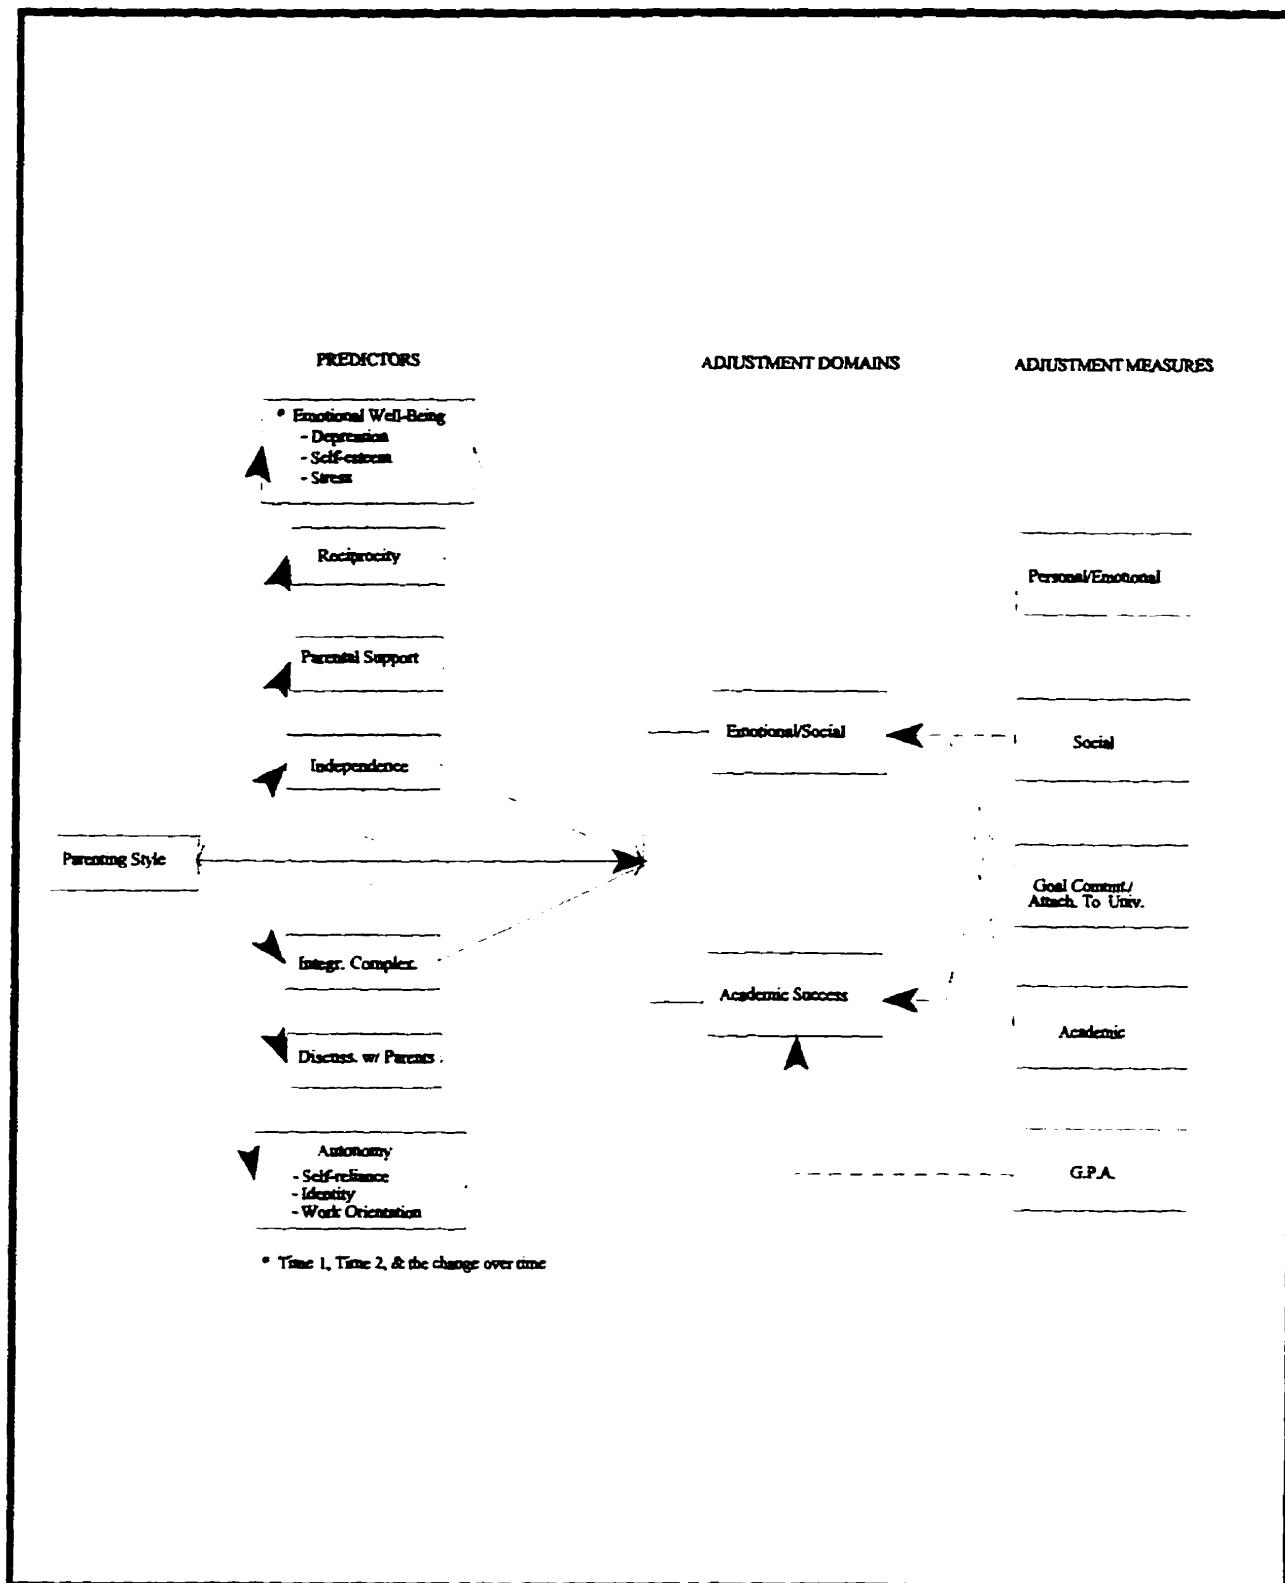 PREDICTORS
ADJUSTMENT DOMAINS
ADJUSTMENT MEASURES
* Emotional Well-Being
- Depression
- Self-esteem
- Stress
Reciprocity
Parental Support
Independence
Parenting Style
Integr. Complex.
Discuss. w/ Parents
Autonomy
- Self-reliance
- Identity
- Work Orientation
* Time 1, Time 2, & the change over time
Emotional/Social
Academic Success
Personal/Emotional
Social
Goal Commt./
Attach. To Univ.
Academic
G.P.A.